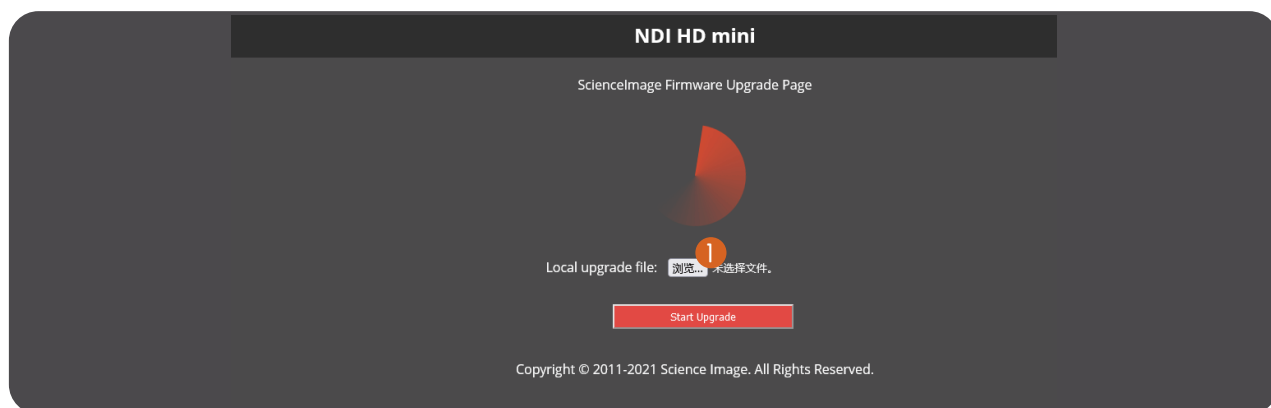 NDI HD mini
ScienceImage Firmware Upgrade Page
1
Local upgrade file: 浏览... 未选择文件。
Start Upgrade
Copyright © 2011-2021 Science Image. All Rights Reserved.